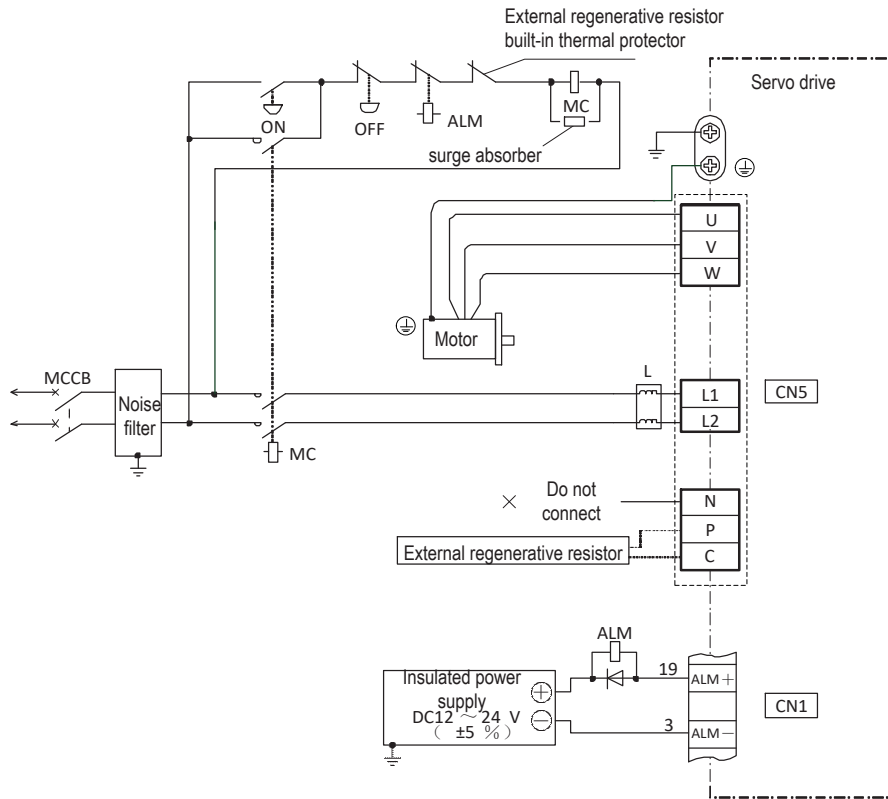 External regenerative resistor
built-in thermal protector
Servo drive
ON
OFF
ALM
MC
surge absorber
U
V
W
Motor
MCCB
Noise
filter
MC
L
L1
L2
CN5
Do not
connect
N
P
C
External regenerative resistor
ALM
Insulated power
supply
DC12 ～24 V
（ ±5 ％）
19
ALM＋
3
ALM－
CN1